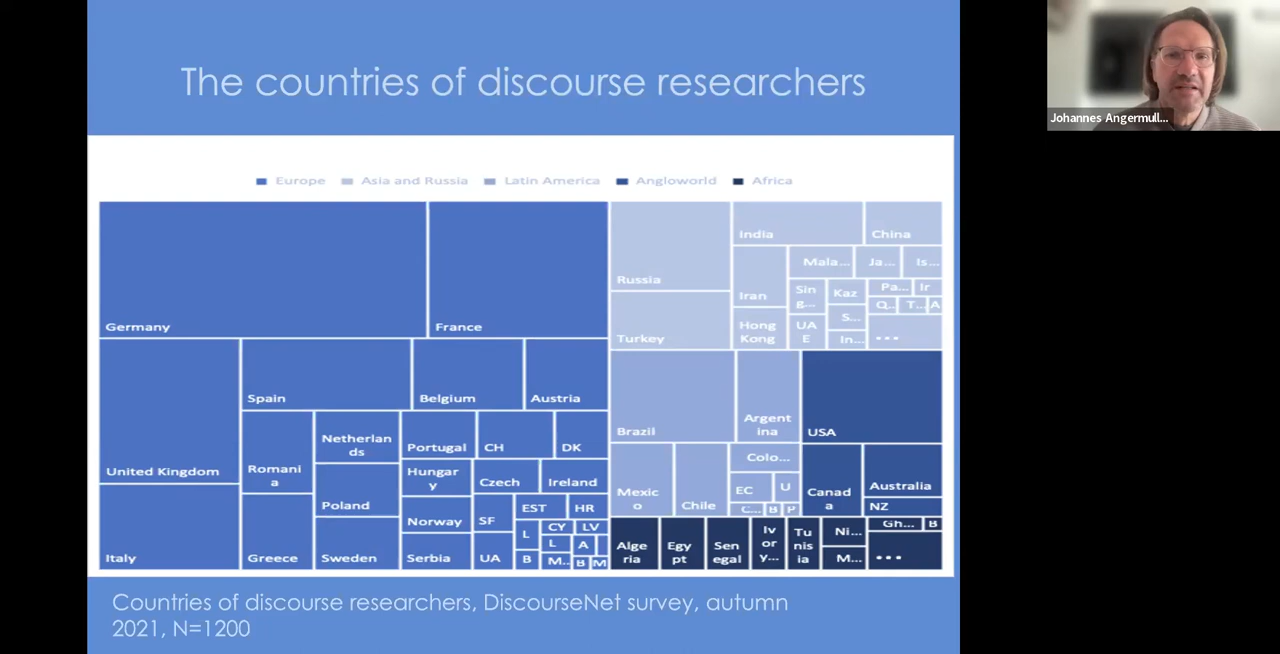 The countries of discourse researchers
Johannes Angermull...
Europe
Asia and Russia
Latin America
Angloworld
Africa
Germany
France
United Kingdom
Italy
Spain
Belgium
Austria
Romani
a
Greece
Netherlan
ds
Poland
Sweden
Portugal
CH
DK
Hungar
y
Czech
Ireland
Norway
Serbia
SF
UA
EST
HR
L
B
CY
LV
L
A
M...
B
M
Russia
Turkey
India
China
Iran
Hong
Kong
Mala...
Ja...
Is...
Sin
g...
UA
E
Kaz
S...
In...
Pa...
Ir
Q...
T...
A
...
Brazil
Argent
ina
Mexic
o
Chile
Colo...
EC
U
C...
B
P
USA
Canad
a
Australia
NZ
Alge
ria
Egy
pt
Sen
egal
Iv
or
y...
Tu
nis
ia
Ni...
M...
Gh...
B
...
Countries of discourse researchers, DiscourseNet survey, autumn
2021, N=1200